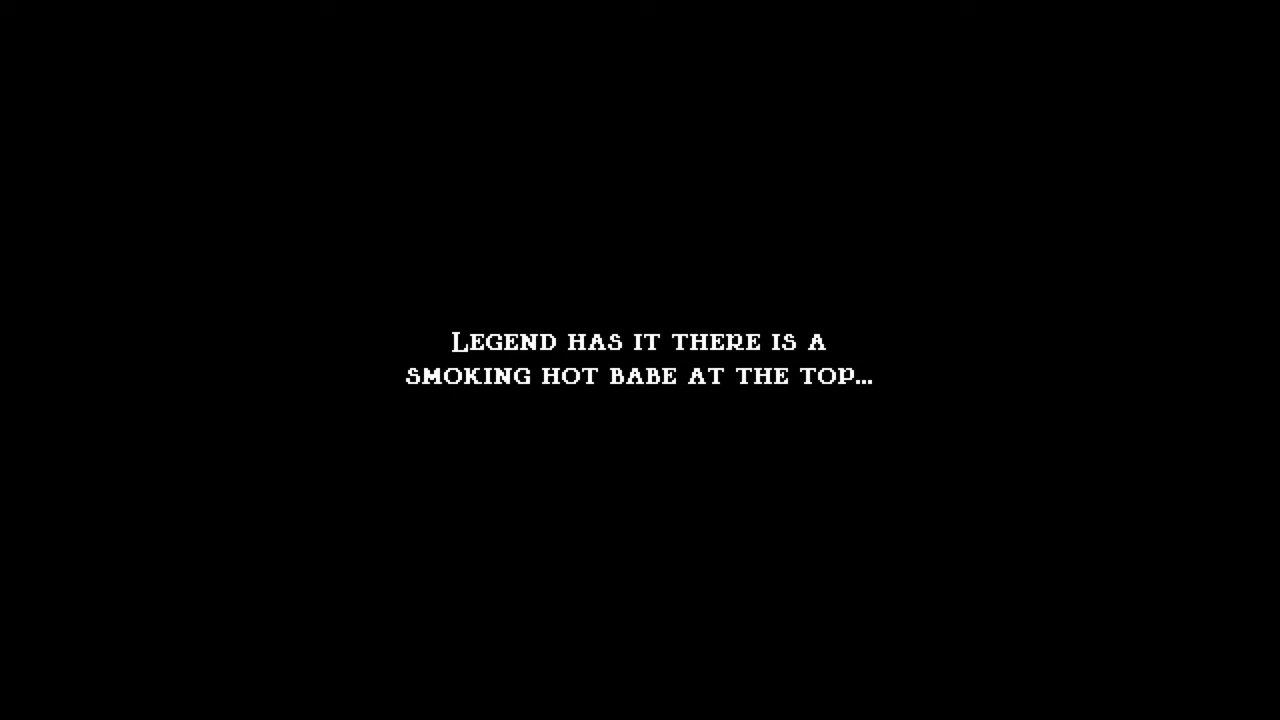 Legend has it there is a
smoking hot babe at the top...